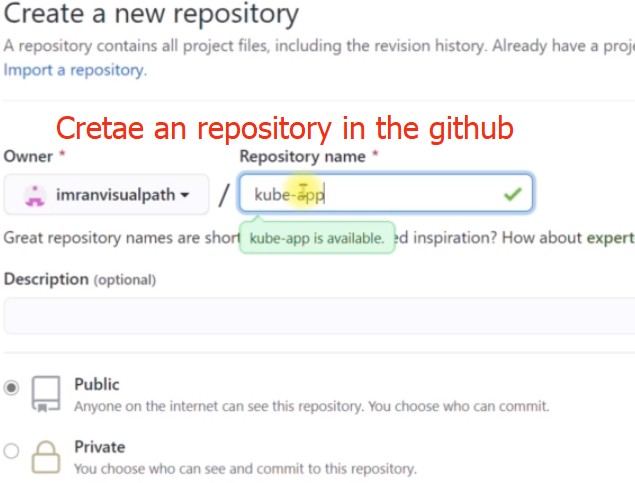 Create a new repository
A repository contains all project files, including the revision history. Already have a proje
Import a repository.
Cretae an repository in the github
Owner *
Repository name *
imranvisualpath / kube-app
Great repository names are short kube-app is available. ed inspiration? How about expert
Description (optional)
Public
Anyone on the internet can see this repository. You choose who can commit.
Private
You choose who can see and commit to this repository.